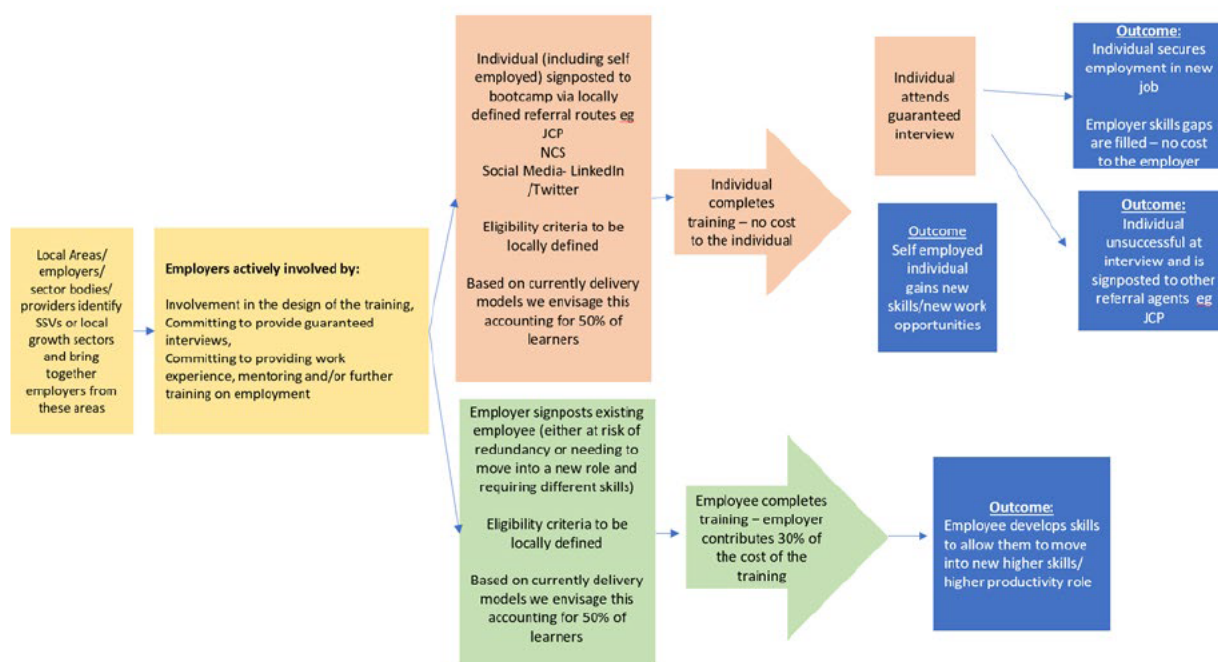 Local Areas/
employers/
sector bodies/
providers identify
SSVs or local
growth sectors
and bring
together
employers from
these areas
Employers actively involved by:
Involvement in the design of the training,
Committing to provide guaranteed
interviews,
Committing to providing work
experience, mentoring and/or further
training on employment
Individual (including self
employed) signposted to
bootcamp via locally
defined referral routes eg
JCP
NCS
Social Media- LinkedIn
/Twitter
Eligibility criteria to be
locally defined
Based on currently delivery
models we envisage this
accounting for 50% of
learners
Individual
completes
training – no cost
to the individual
Individual
attends
guaranteed
interview
Outcome:
Individual secures
employment in new
job
Employer skills gaps
are filled – no cost
to the employer
Outcome
Self employed
individual
gains new
skills/new work
opportunities
Outcome:
Individual
unsuccessful at
interview and is
signposted to other
referral agents eg
JCP
Employer signposts existing
employee (either at risk of
redundancy or needing to
move into a new role and
requiring different skills)
Eligibility criteria to be
locally defined
Based on currently delivery
models we envisage this
accounting for 50% of
learners
Employee completes
training – employer
contributes 30% of
the cost of the
training
Outcome:
Employee develops skills
to allow them to move
into new higher skills/
higher productivity role